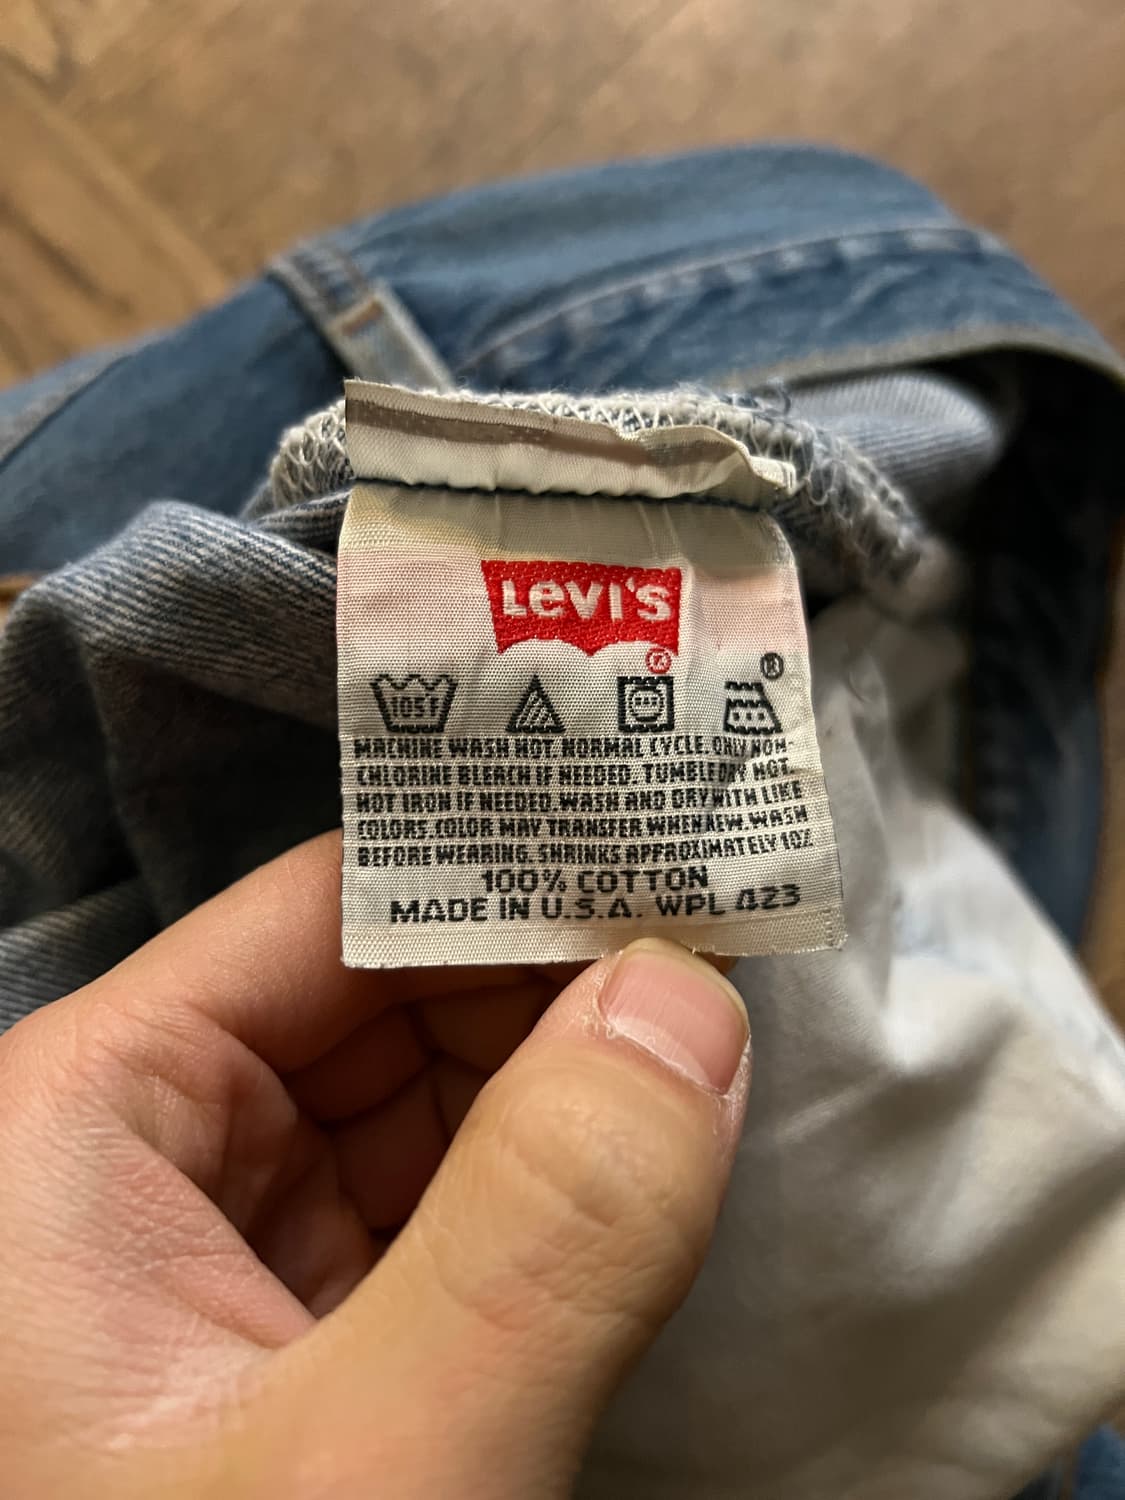 Levi's
®
®
105F
MACHINE WASH HOT. NORMAL CYCLE. ONLY NON-
CHLORINE BLEACH IF NEEDED. TUMBLE DRY HOT.
HOT IRON IF NEEDED. WASH AND DRY WITH LIKE
COLORS. COLOR MAY TRANSFER WHEN NEW. WASH
BEFORE WEARING. SHRINKS APPROXIMATELY 10%
100% COTTON
MADE IN U.S.A. WPL 423